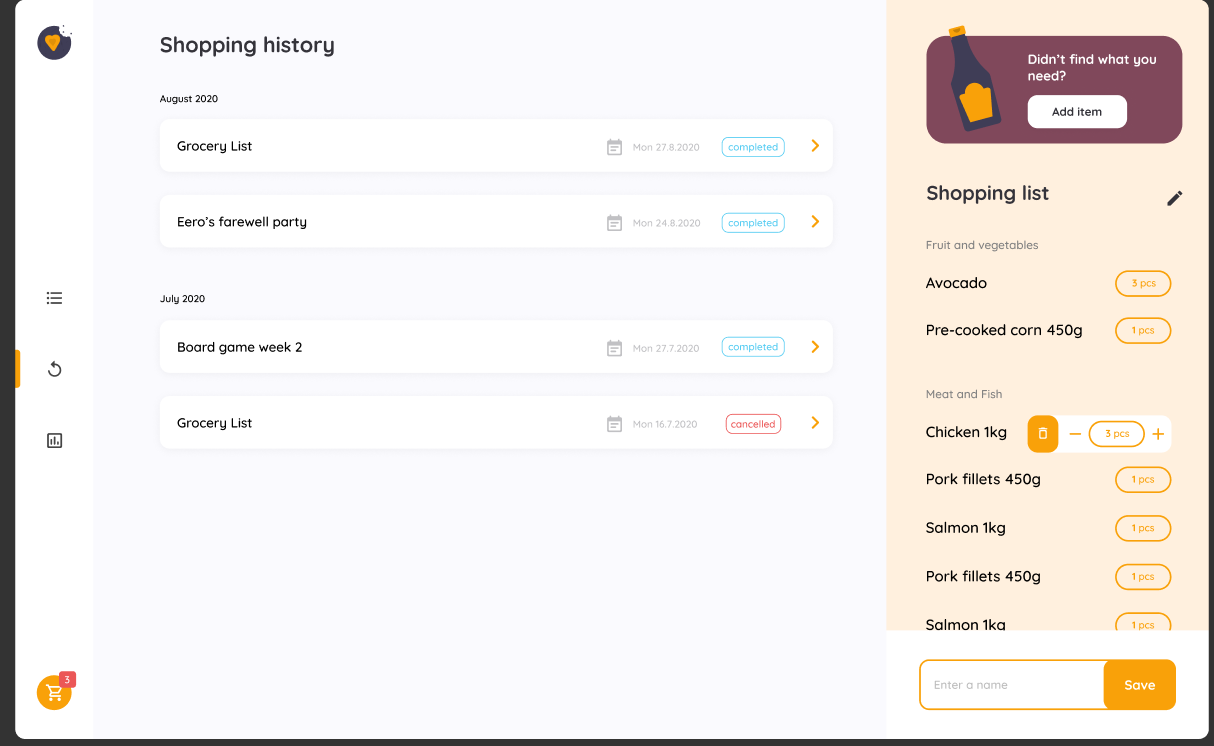 Shopping history
August 2020
Grocery List
Mon 27.8.2020
completed
Eero’s farewell party
Mon 24.8.2020
completed
July 2020
Board game week 2
Mon 27.7.2020
completed
Grocery List
Mon 16.7.2020
cancelled
3
Didn’t find what you
need?
Add item
Shopping list
Fruit and vegetables
Avocado
3 pcs
Pre-cooked corn 450g
1 pcs
Meat and Fish
Chicken 1kg
3 pcs
Pork fillets 450g
1 pcs
Salmon 1kg
1 pcs
Pork fillets 450g
1 pcs
Salmon 1kg
1 pcs
Enter a name
Save